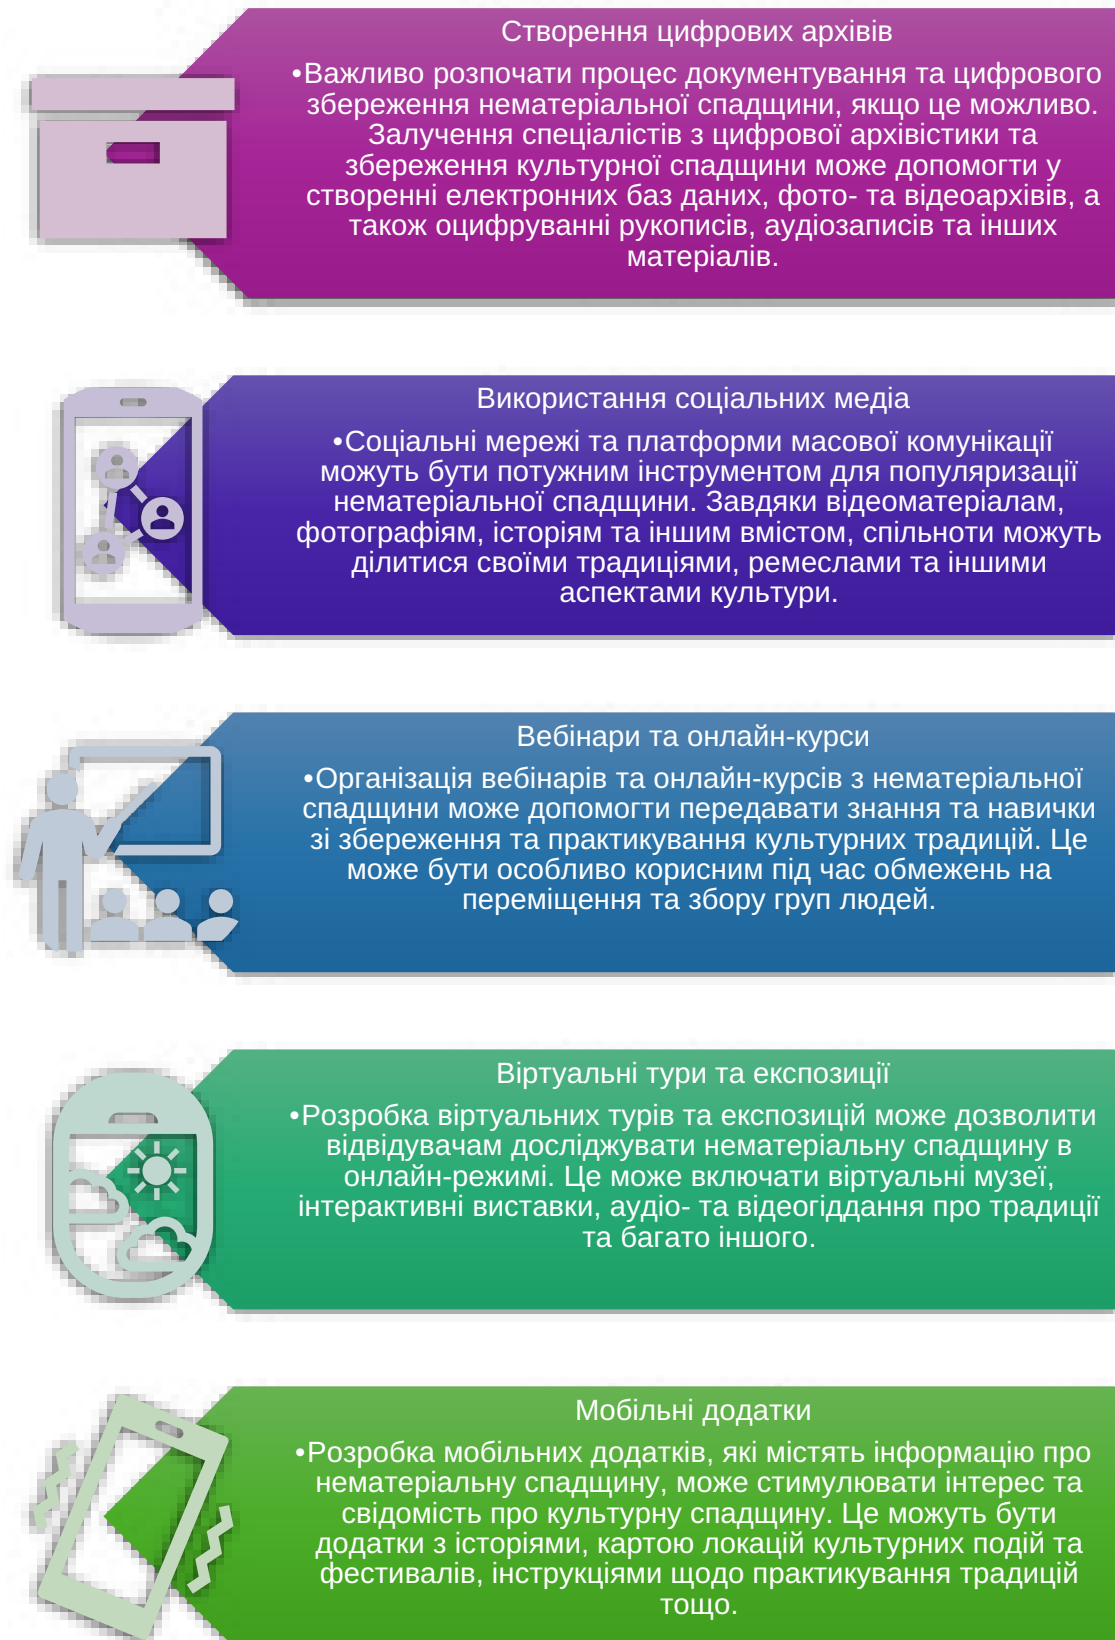 Створення цифрових архівів
•Важливо розпочати процес документування та цифрового
збереження нематеріальної спадщини, якщо це можливо.
Залучення спеціалістів з цифрової архівістики та
збереження культурної спадщини може допомогти у
створенні електронних баз даних, фото- та відеоархівів, а
також оцифруванні рукописів, аудіозаписів та інших
матеріалів.
Використання соціальних медіа
•Соціальні мережі та платформи масової комунікації
можуть бути потужним інструментом для популяризації
нематеріальної спадщини. Завдяки відеоматеріалам,
фотографіям, історіям та іншим вмістом, спільноти можуть
ділитися своїми традиціями, ремеслами та іншими
аспектами культури.
Вебінари та онлайн-курси
•Організація вебінарів та онлайн-курсів з нематеріальної
спадщини може допомогти передавати знання та навички
зі збереження та практикування культурних традицій. Це
може бути особливо корисним під час обмежень на
переміщення та збору груп людей.
Віртуальні тури та експозиції
•Розробка віртуальних турів та експозицій може дозволити
відвідувачам досліджувати нематеріальну спадщину в
онлайн-режимі. Це може включати віртуальні музеї,
інтерактивні виставки, аудіо- та відеогіддання про традиції
та багато іншого.
Мобільні додатки
•Розробка мобільних додатків, які містять інформацію про
нематеріальну спадщину, може стимулювати інтерес та
свідомість про культурну спадщину. Це можуть бути
додатки з історіями, картою локацій культурних подій та
фестивалів, інструкціями щодо практикування традицій
тощо.